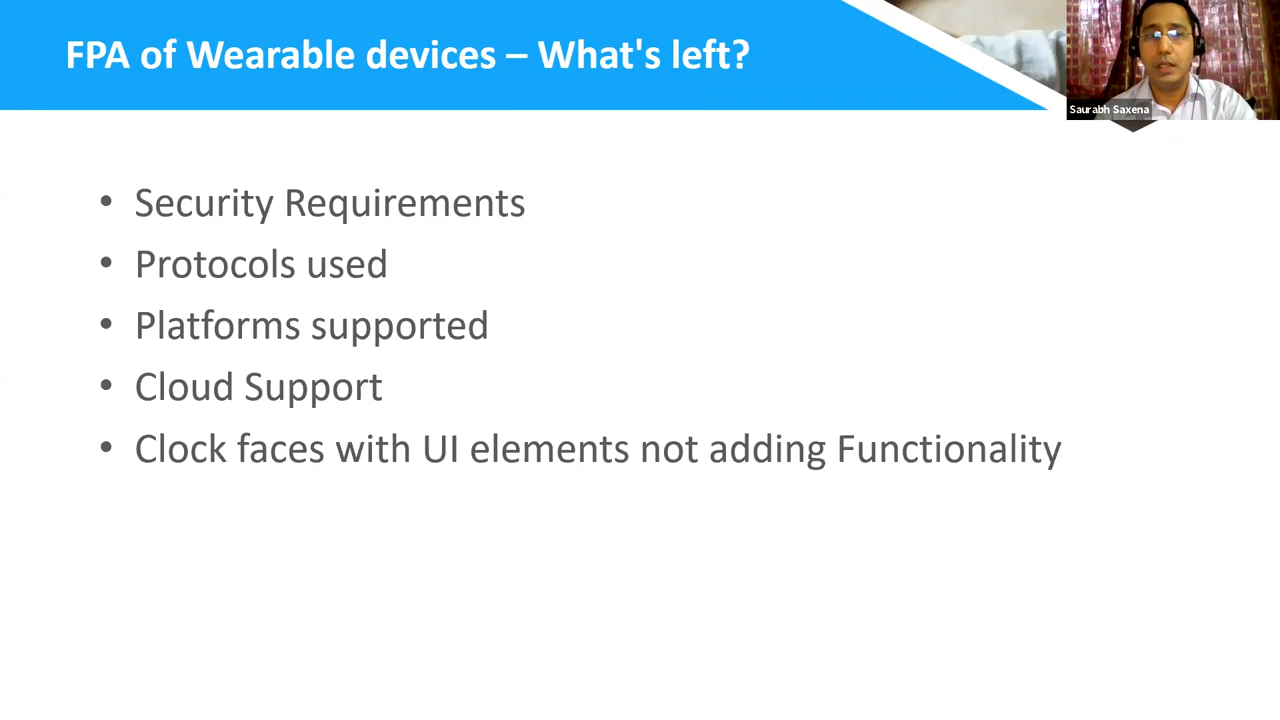 FPA of Wearable devices – What's left?
Saurabh Saxena
• Security Requirements
• Protocols used
• Platforms supported
• Cloud Support
• Clock faces with UI elements not adding Functionality